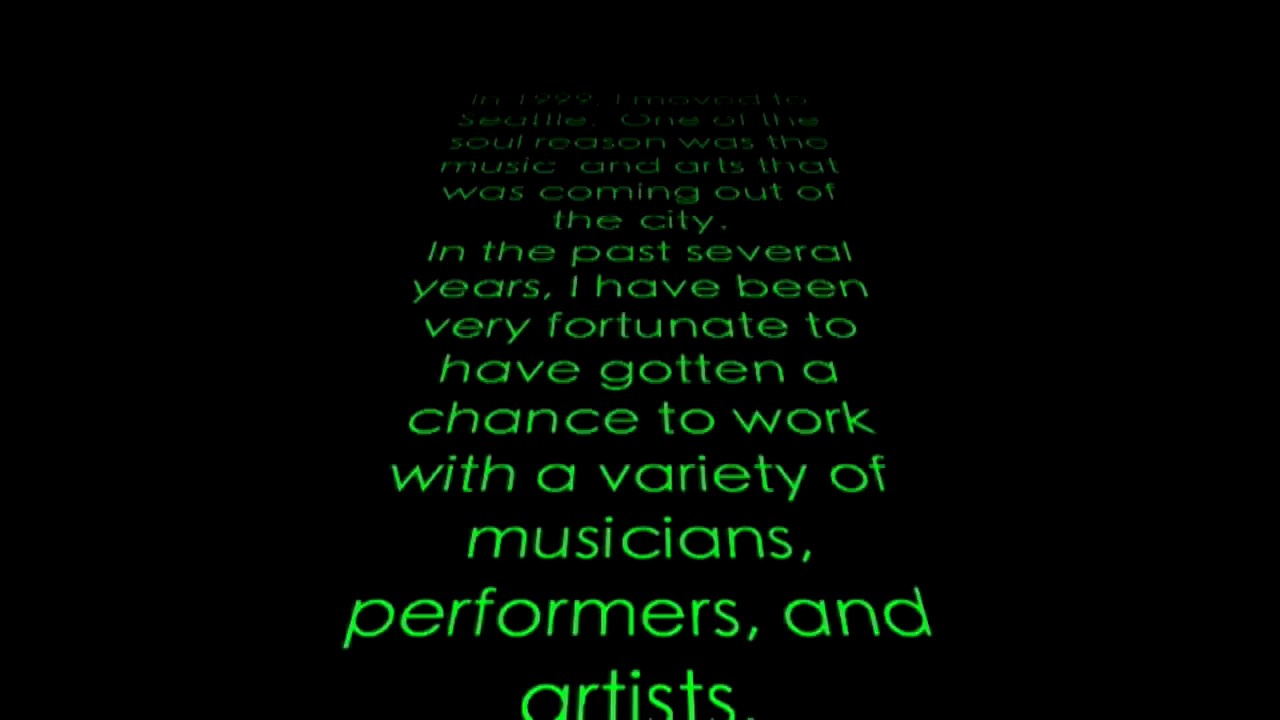 In 1999, I moved to
Seattle. One of the
soul reason was the
music and arts that
was coming out of
the city.
In the past several
years, I have been
very fortunate to
have gotten a
chance to work
with a variety of
musicians,
performers, and
artists.